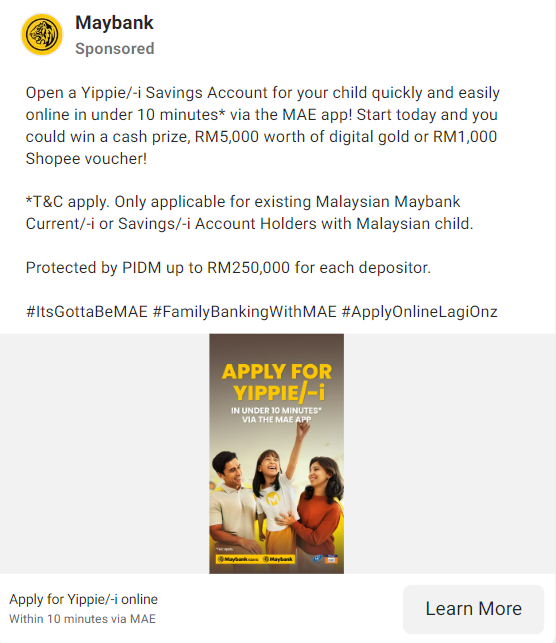 Maybank
Sponsored
Open a Yippie/-i Savings Account for your child quickly and easily
online in under 10 minutes* via the MAE app! Start today and you
could win a cash prize, RM5,000 worth of digital gold or RM1,000
Shopee voucher!
*T&C apply. Only applicable for existing Malaysian Maybank
Current/-i or Savings/-i Account Holders with Malaysian child.
Protected by PIDM up to RM250,000 for each depositor.
#ItsGottaBeMAE #FamilyBankingWithMAE #ApplyOnlineLagiOnz
APPLY FOR
YIPPIE/-i
IN UNDER 10 MINUTES*
VIA THE MAE APP
Maybank
Maybank
Apply for Yippie/-i online
Within 10 minutes via MAE
Learn More